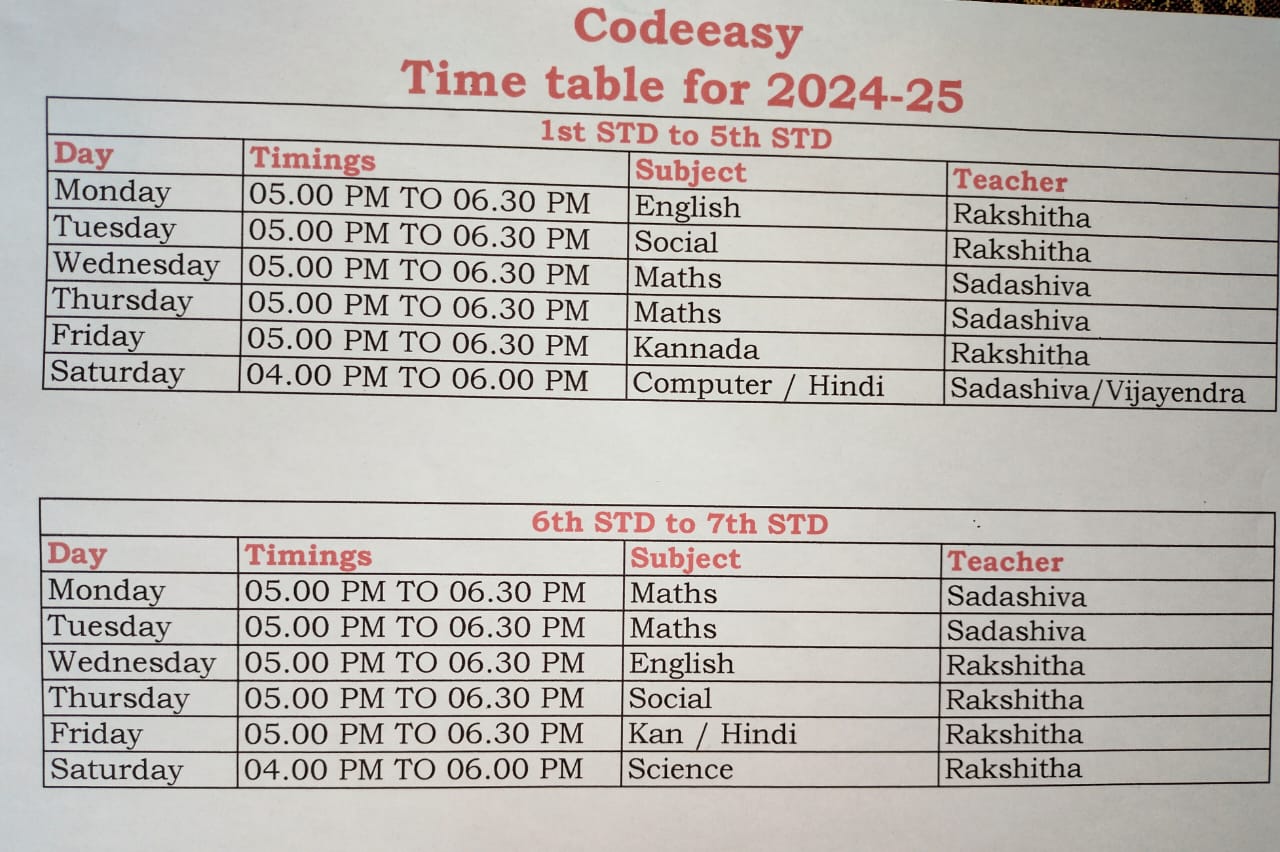 Codeeasy
Time table for 2024-25
1st STD to 5th STD
Day Timings Subject Teacher
Monday 05.00 PM TO 06.30 PM English Rakshitha
Tuesday 05.00 PM TO 06.30 PM Social Rakshitha
Wednesday 05.00 PM TO 06.30 PM Maths Sadashiva
Thursday 05.00 PM TO 06.30 PM Maths Sadashiva
Friday 05.00 PM TO 06.30 PM Kannada Rakshitha
Saturday 04.00 PM TO 06.00 PM Computer / Hindi Sadashiva/Vijayendra
6th STD to 7th STD
Day Timings Subject Teacher
Monday 05.00 PM TO 06.30 PM Maths Sadashiva
Tuesday 05.00 PM TO 06.30 PM Maths Sadashiva
Wednesday 05.00 PM TO 06.30 PM English Rakshitha
Thursday 05.00 PM TO 06.30 PM Social Rakshitha
Friday 05.00 PM TO 06.30 PM Kan / Hindi Rakshitha
Saturday 04.00 PM TO 06.00 PM Science Rakshitha